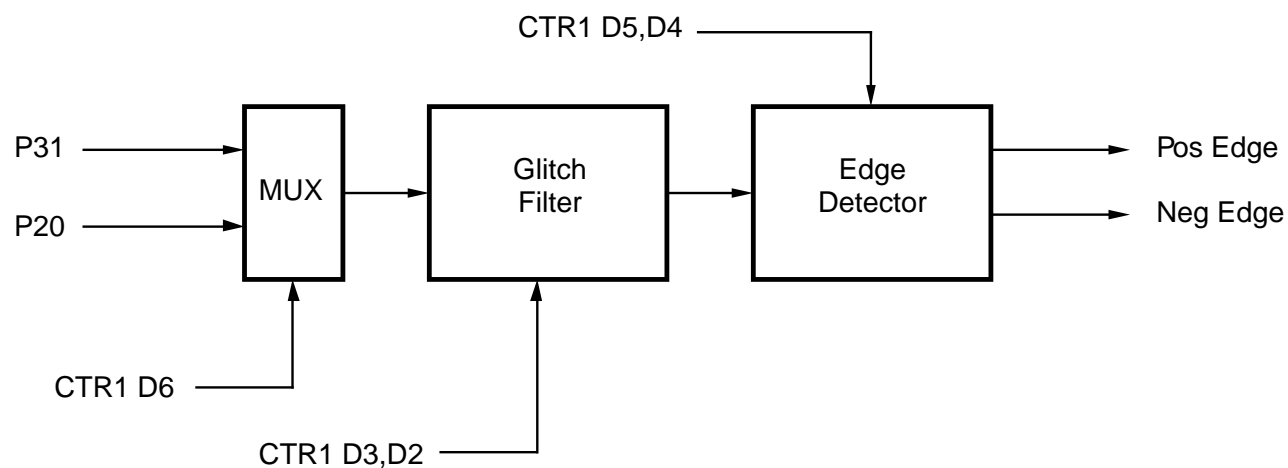 CTR1 D5,D4
P31
P20
MUX
Glitch
Filter
Edge
Detector
Pos Edge
Neg Edge
CTR1 D6
CTR1 D3,D2